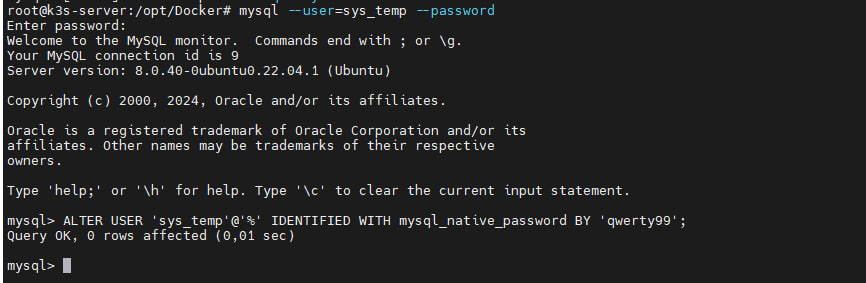 root@k3s-server:/opt/Docker# mysql --user=sys_temp --password
Enter password:
Welcome to the MySQL monitor.  Commands end with ; or \g.
Your MySQL connection id is 9
Server version: 8.0.40-0ubuntu0.22.04.1 (Ubuntu)
Copyright (c) 2000, 2024, Oracle and/or its affiliates.
Oracle is a registered trademark of Oracle Corporation and/or its
affiliates. Other names may be trademarks of their respective
owners.
Type 'help;' or '\h' for help. Type '\c' to clear the current input statement.
mysql> ALTER USER 'sys_temp'@'%' IDENTIFIED WITH mysql_native_password BY 'qwerty99';
Query OK, 0 rows affected (0,01 sec)
mysql>